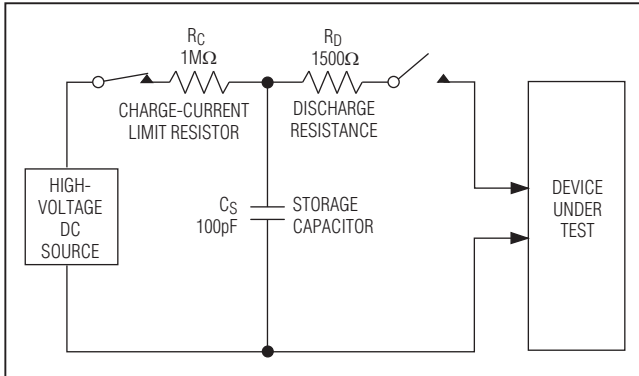 RC
1MΩ
CHARGE-CURRENT
LIMIT RESISTOR
RD
1500Ω
DISCHARGE
RESISTANCE
HIGH-
VOLTAGE
DC
SOURCE
CS
100pF
STORAGE
CAPACITOR
DEVICE
UNDER
TEST